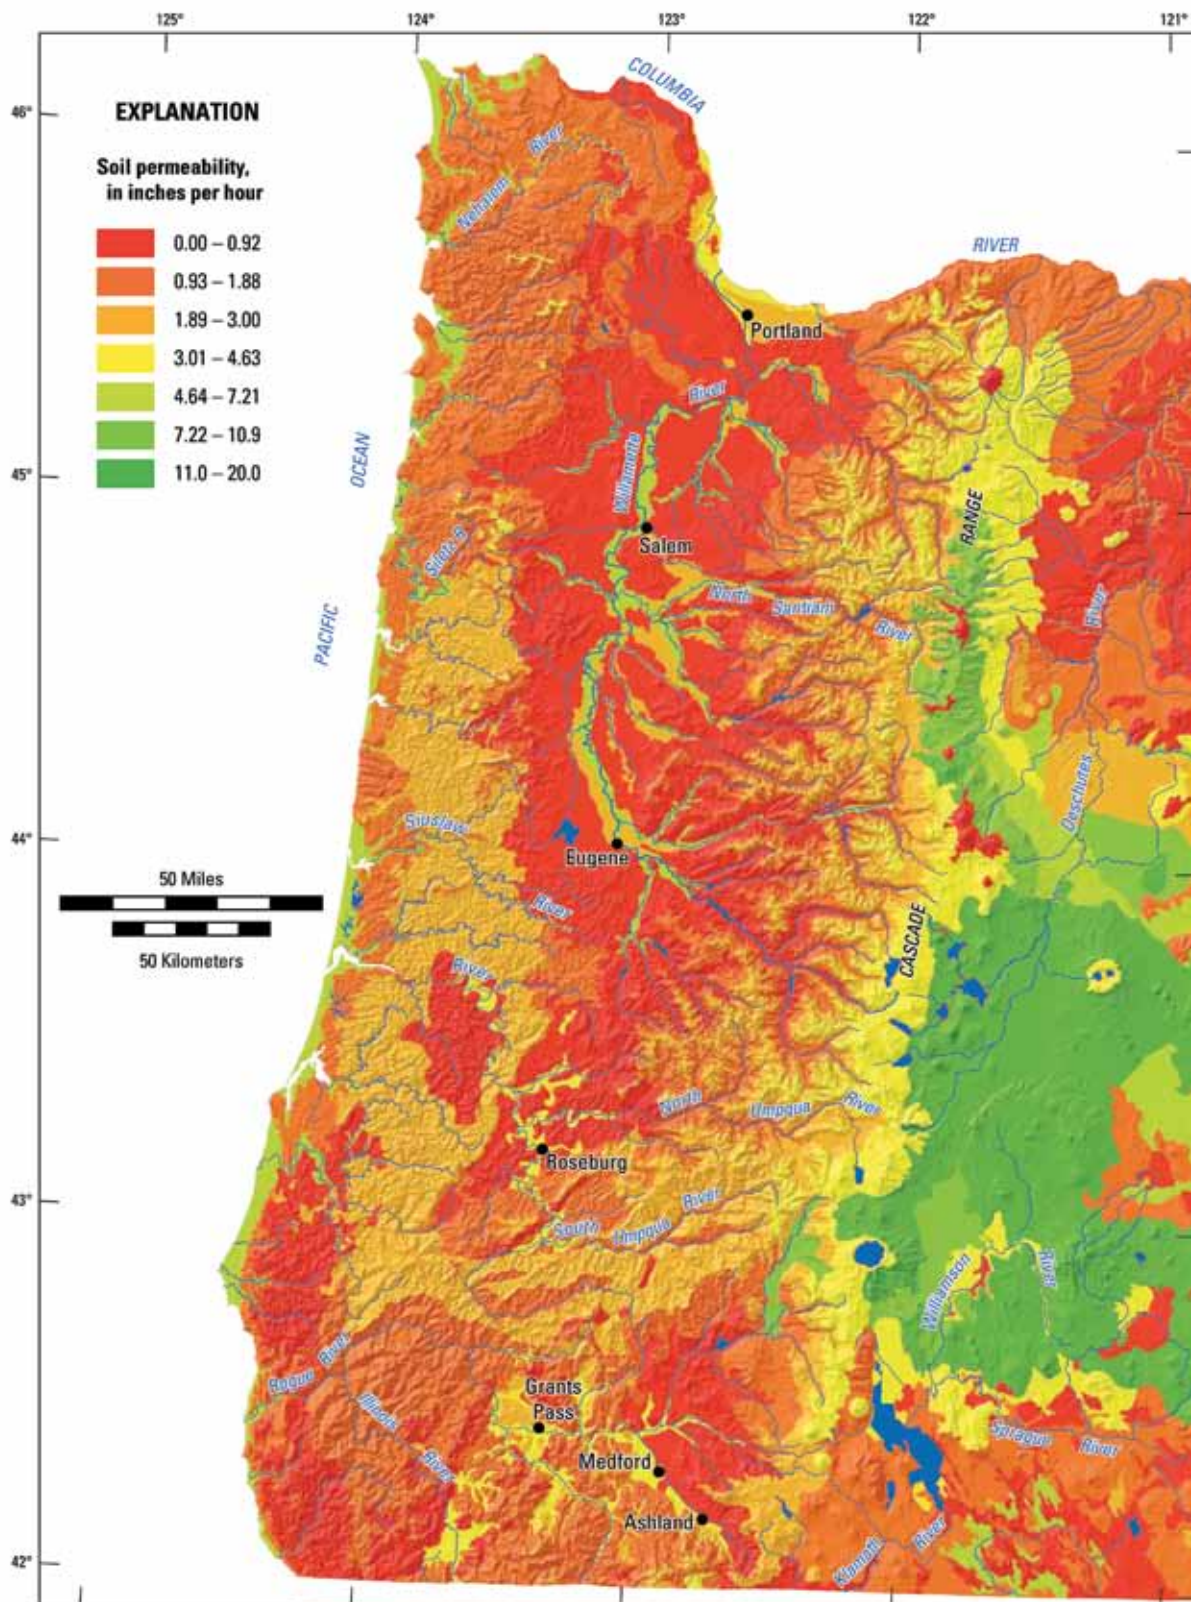 125°
124°
123°
122°
121°
46°
45°
44°
43°
42°
EXPLANATION
Soil permeability,
in inches per hour
0.00 – 0.92
0.93 – 1.88
1.89 – 3.00
3.01 – 4.63
4.64 – 7.21
7.22 – 10.9
11.0 – 20.0
COLUMBIA
RIVER
Nehalem
River
Portland
River
Willamette
OCEAN
PACIFIC
RANGE
Salem
Siletz R
North
Santiam
River
River
Deschutes
Siuslaw
River
Eugene
50 Miles
50 Kilometers
CASCADE
River
North
Umpqua
River
Roseburg
South
Umpqua
River
Williamson
River
Rogue
River
Illinois
River
Grants
Pass
Medford
Ashland
Sprague
River
Klamath
River